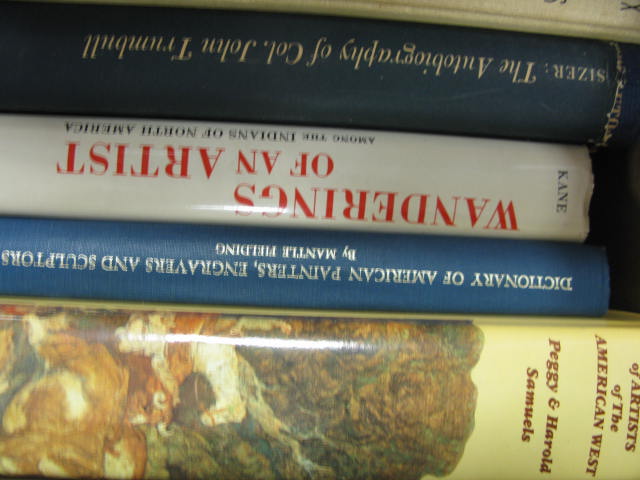 SIZER: The Autobiography of Col. John Trumbull
KANE
WANDERINGS
OF AN ARTIST
AMONG THE INDIANS OF NORTH AMERICA
DICTIONARY OF AMERICAN PAINTERS, ENGRAVERS AND SCULPTORS
By MANTLE FIELDING
of ARTISTS
of The
AMERICAN WEST
Peggy & Harold
Samuels